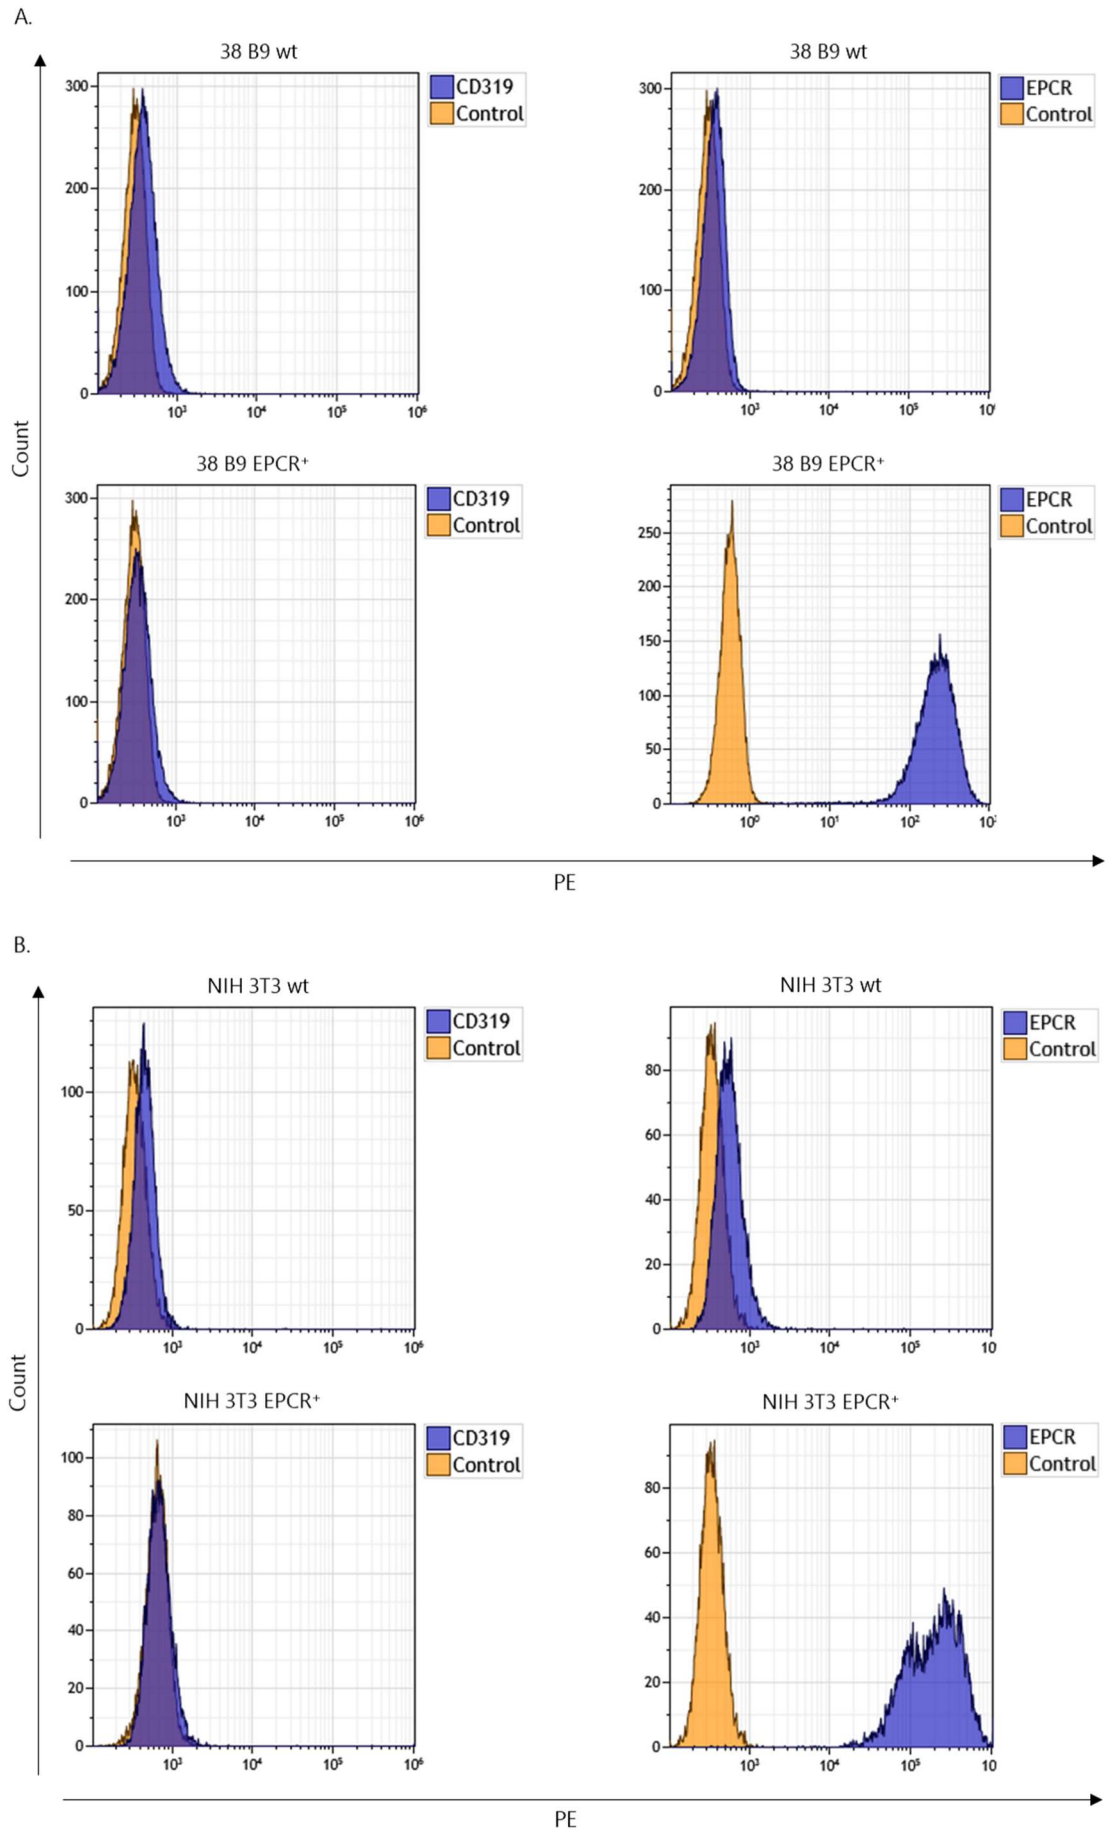 A.
38 B9 wt
38 B9 wt
300
200
100
0
10³ 10⁴ 10⁵ 10⁶
CD319
Control
300
200
100
0
10³ 10⁴ 10⁵ 10⁶
EPCR
Control
Count
38 B9 EPCR⁺
38 B9 EPCR⁺
300
200
100
0
10³ 10⁴ 10⁵ 10⁶
CD319
Control
250
200
150
100
50
0
10⁰ 10¹ 10² 10³
EPCR
Control
PE
B.
NIH 3T3 wt
NIH 3T3 wt
100
50
0
10³ 10⁴ 10⁵ 10⁶
CD319
Control
80
60
40
20
0
10³ 10⁴ 10⁵ 10
EPCR
Control
Count
NIH 3T3 EPCR⁺
NIH 3T3 EPCR⁺
100
80
60
40
20
0
10³ 10⁴ 10⁵ 10⁶
CD319
Control
80
60
40
20
0
10³ 10⁴ 10⁵ 10
EPCR
Control
PE